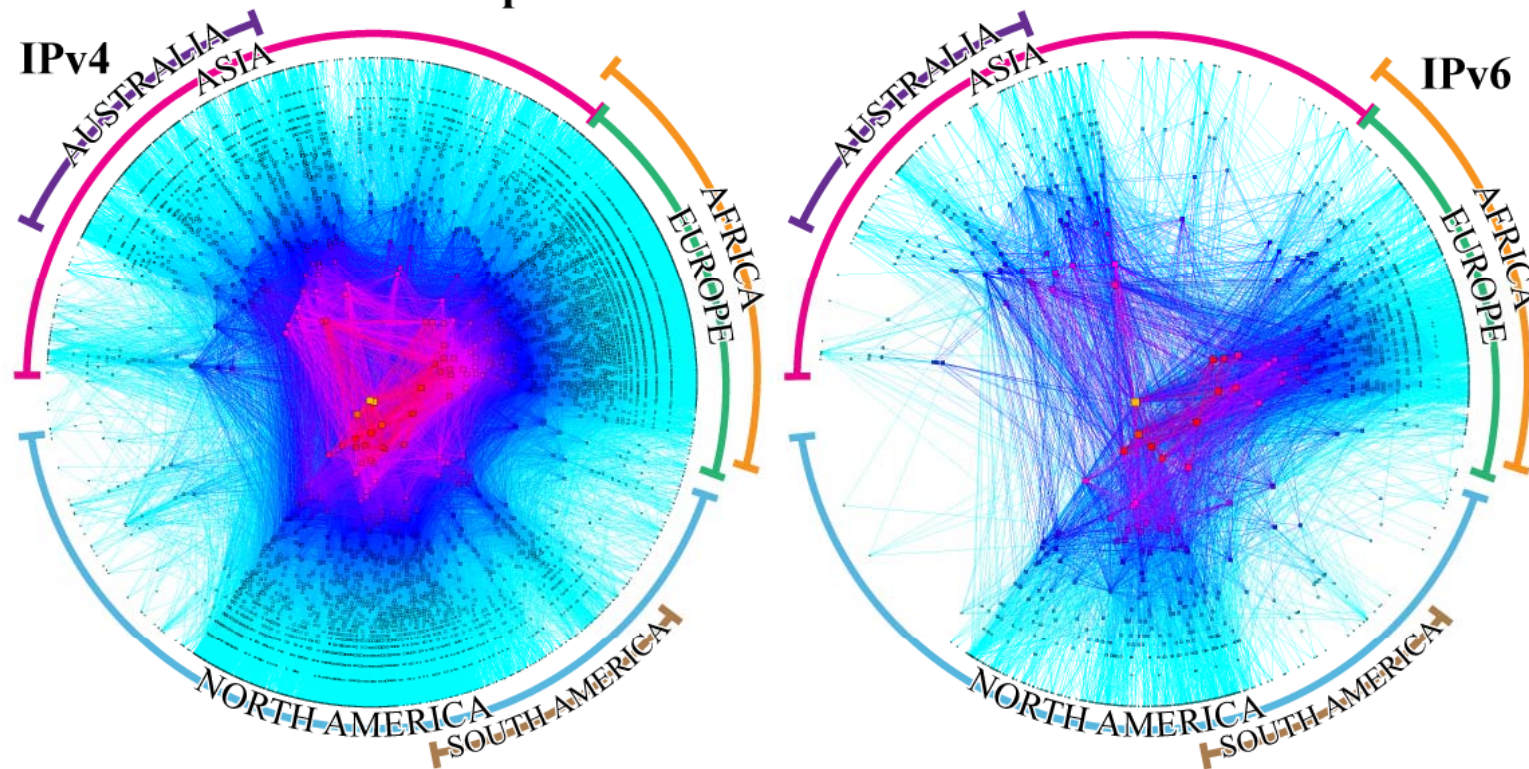 IPv4
AUSTRALIA
ASIA
AFRICA
EUROPE
NORTH AMERICA
SOUTH AMERICA
IPv6
AUSTRALIA
ASIA
AFRICA
EUROPE
NORTH AMERICA
SOUTH AMERICA